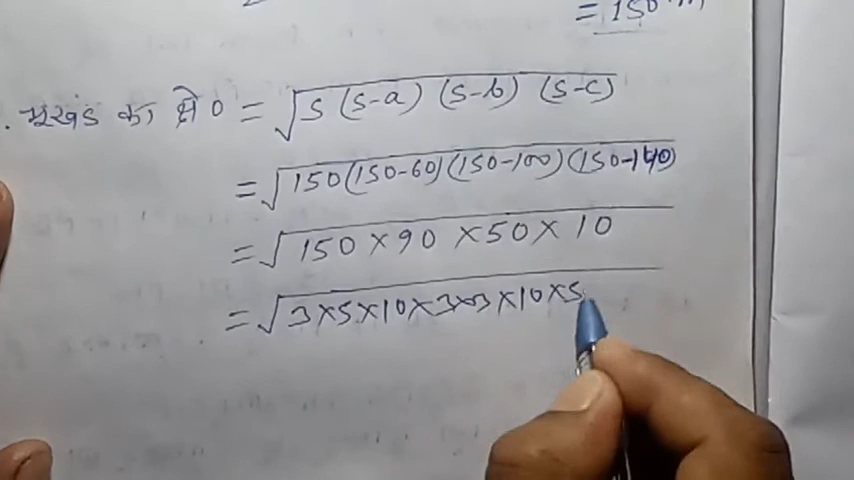 = 150 m
. भूखंड का क्षे० = √s (s-a) (s-b) (s-c)
= √150(150-60)(150-100)(150-140)
= √150 × 90 × 50 × 10
= √3×5×10×3×3×10×5